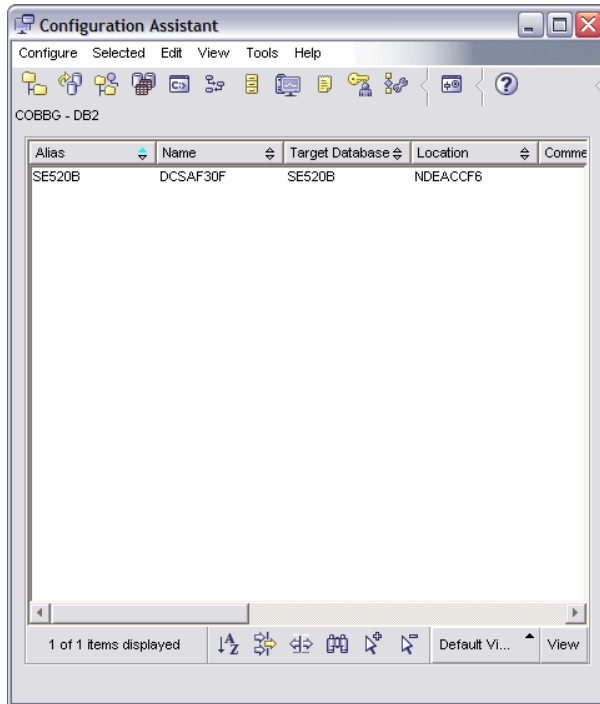 Configuration Assistant
Configure Selected Edit View Tools Help
COBBG - DB2
Alias Name Target Database Location Comme
SE520B DCSAF30F SE520B NDEACCF6
1 of 1 items displayed Default Vi... View